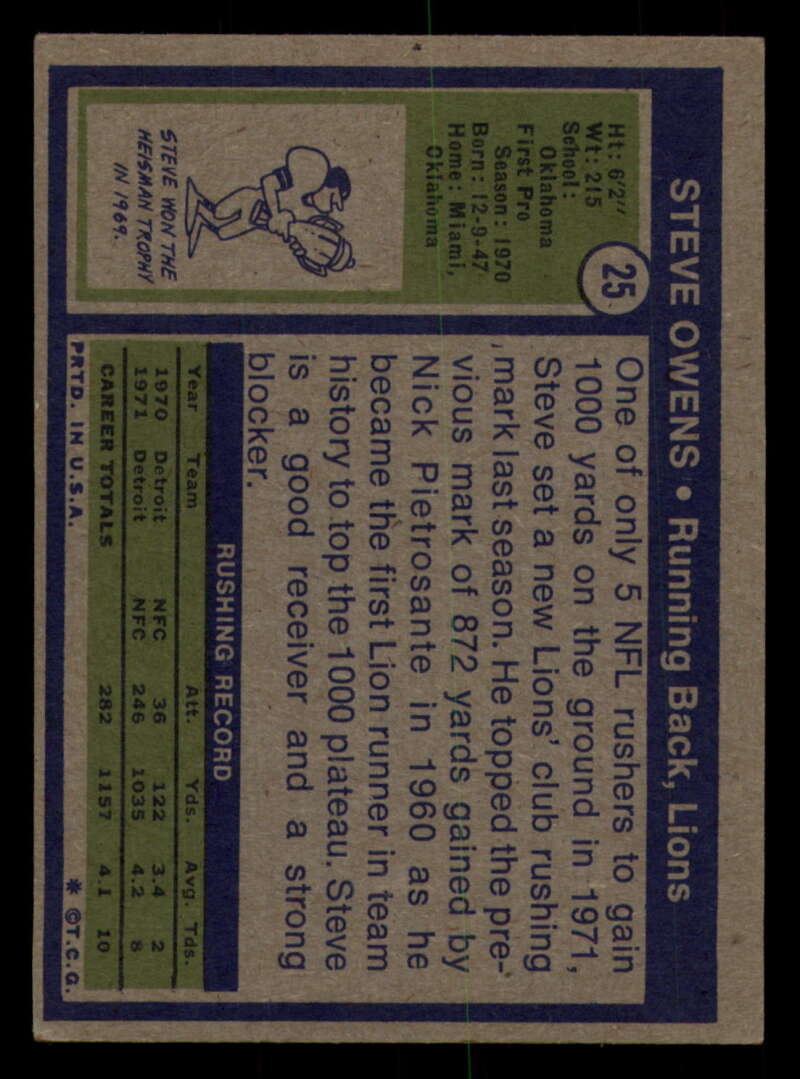 STEVE OWENS • Running Back, Lions
25
Ht: 6'2"
Wt: 215
School:
Oklahoma
First Pro
Season: 1970
Born: 12-9-47
Home: Miami,
Oklahoma
STEVE WON THE
HEISMAN TROPHY
IN 1969.
One of only 5 NFL rushers to gain
1000 yards on the ground in 1971,
Steve set a new Lions' club rushing
mark last season. He topped the pre-
vious mark of 872 yards gained by
Nick Pietrosante in 1960 as he
became the first Lion runner in team
history to top the 1000 plateau. Steve
is a good receiver and a strong
blocker.
RUSHING RECORD
Year Team Att. Yds. Avg. Tds.
1970 Detroit NFC 36 122 3.4 2
1971 Detroit NFC 246 1035 4.2 8
CAREER TOTALS 282 1157 4.1 10
PRTD. IN U.S.A. * ©T.C.G.